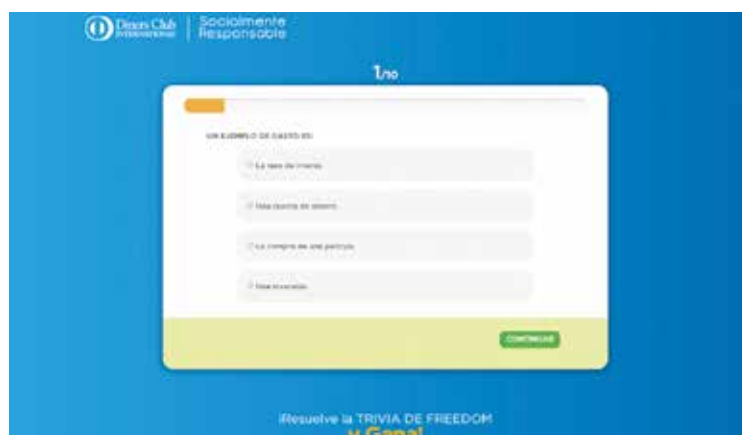 Diners Club
INTERNATIONAL
Socialmente
Responsable
1/10
UN EJEMPLO DE GASTO ES:
La tasa de interés
Una cuenta de ahorro
La compra de una película
Una inversión
CONTINUAR
¡Resuelve la TRIVIA DE FREEDOM
y Gana!